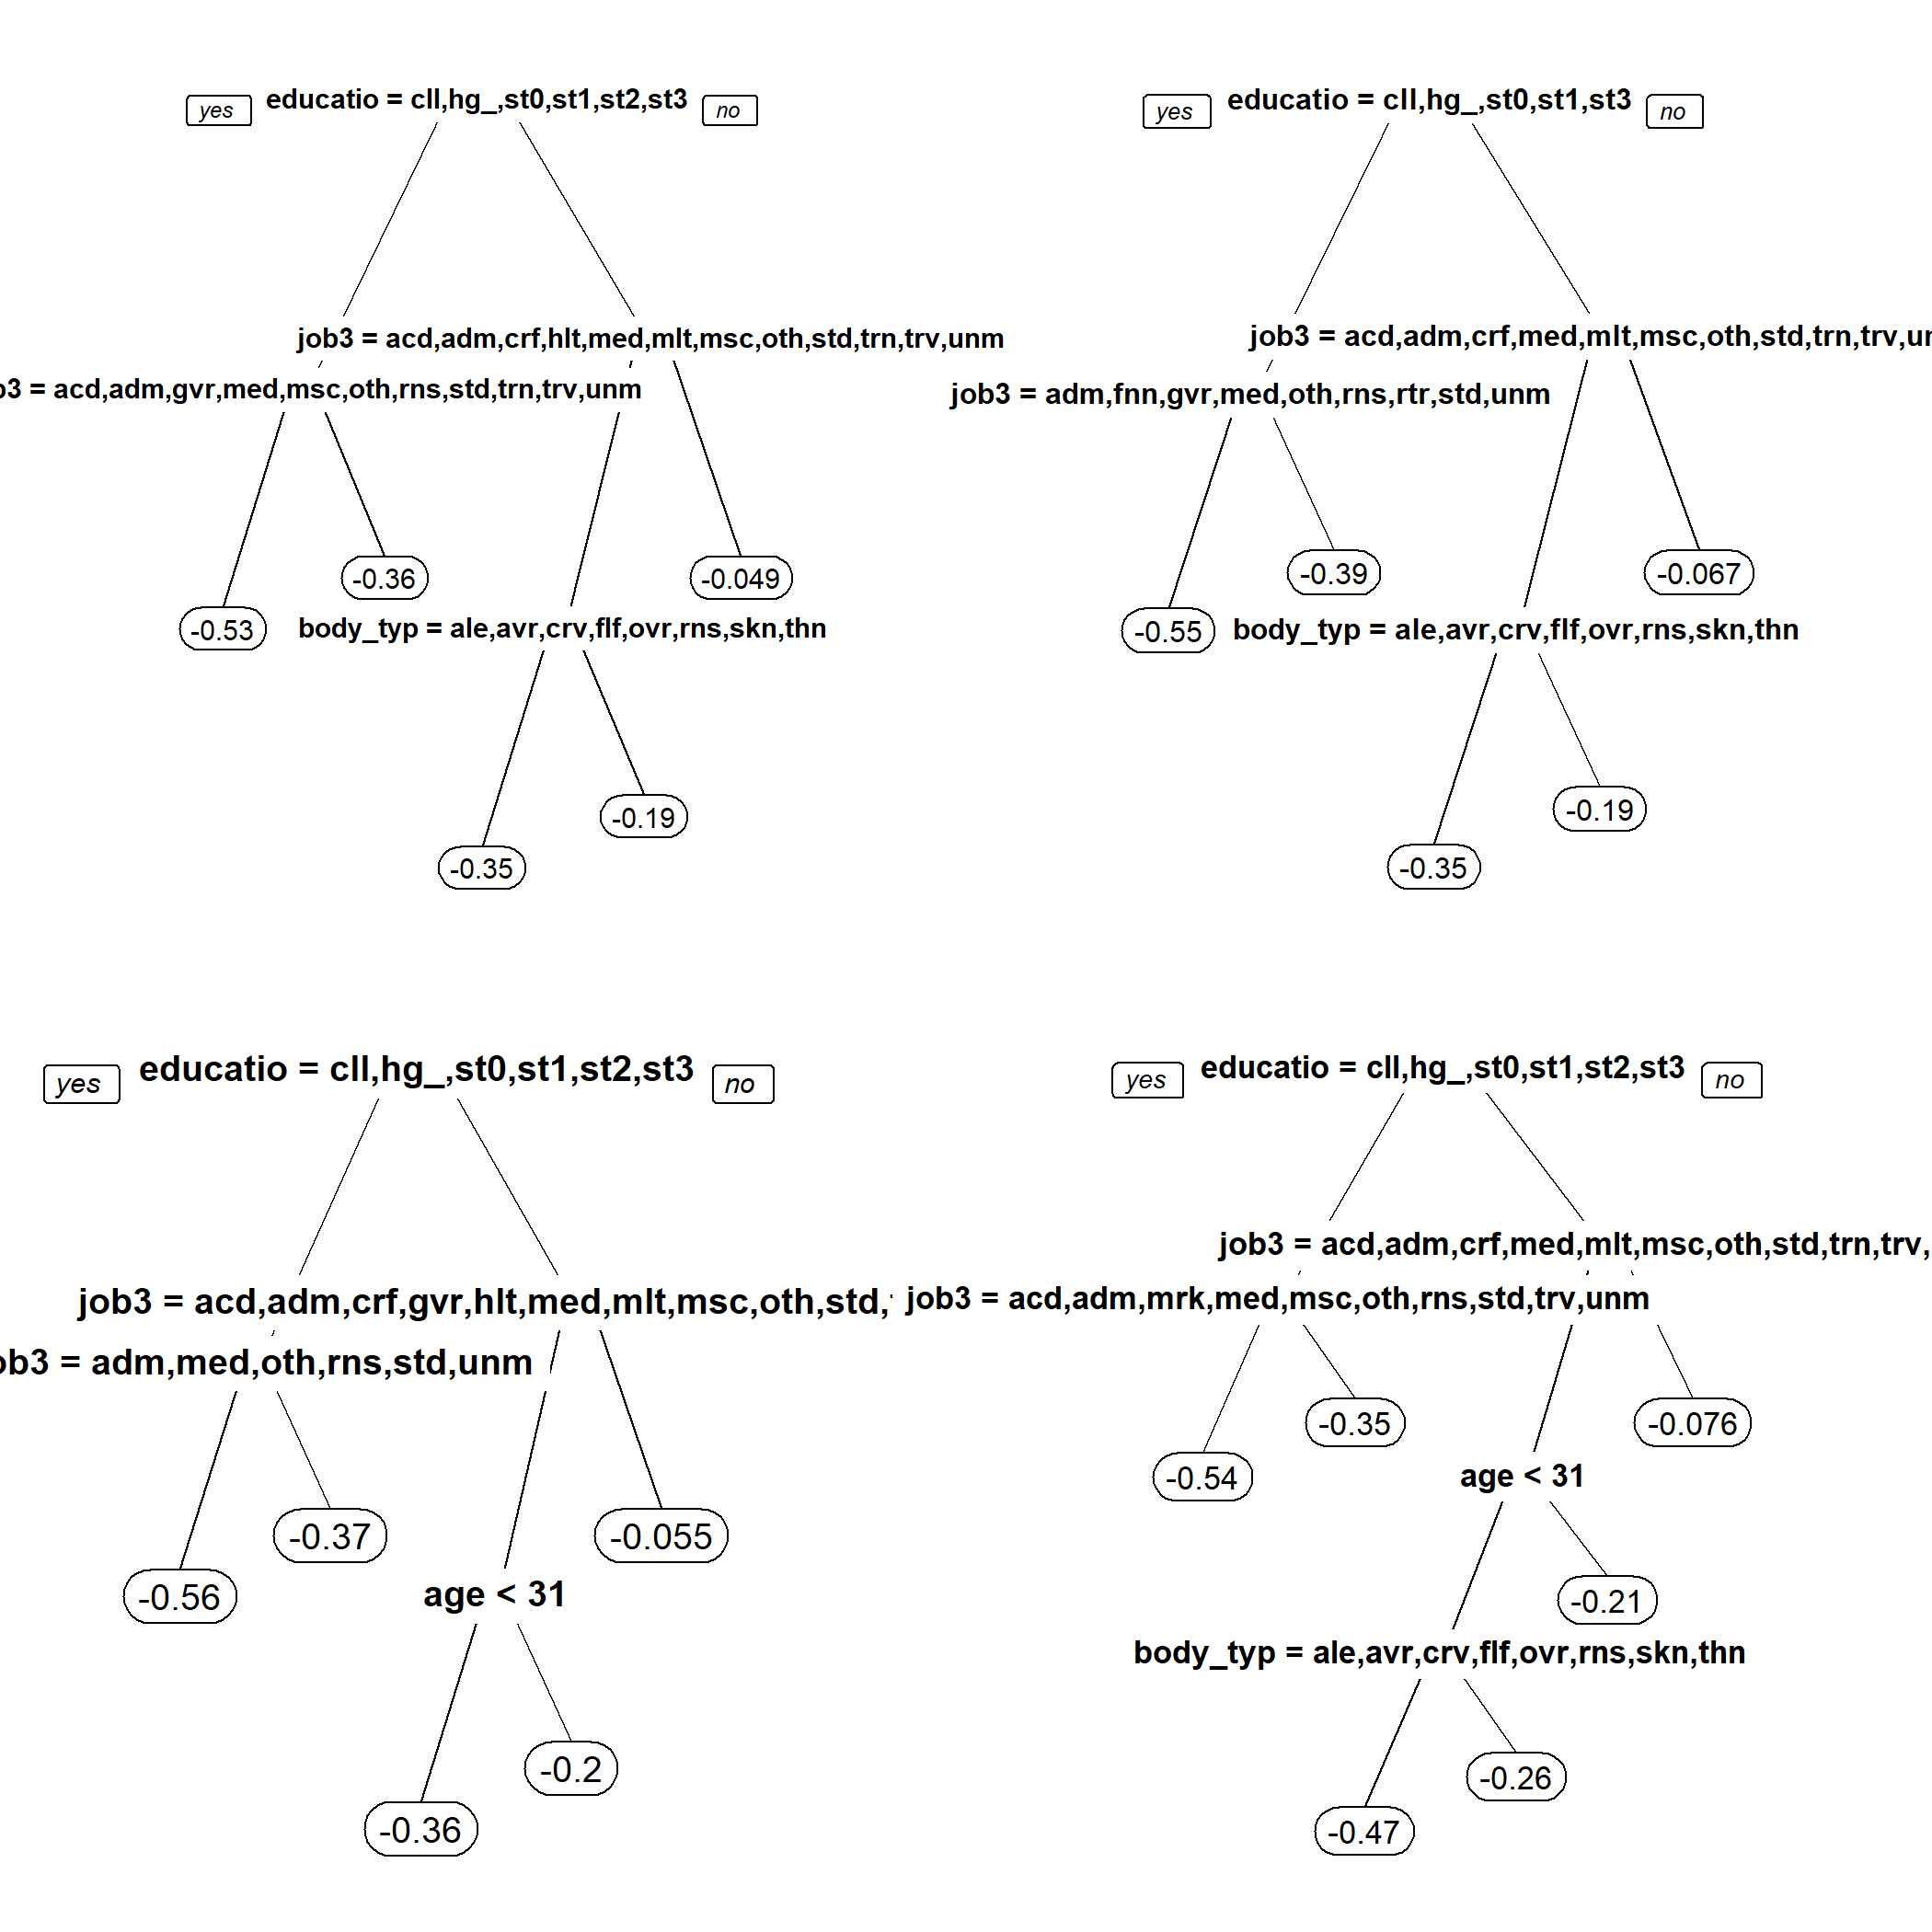 yes educatio = cll,hg_,st0,st1,st2,st3 no
job3 = acd,adm,crf,hlt,med,mlt,msc,oth,std,trn,trv,unm
b3 = acd,adm,gvr,med,msc,oth,rns,std,trn,trv,unm
-0.36
-0.049
-0.53
body_typ = ale,avr,crv,flf,ovr,rns,skn,thn
-0.19
-0.35
yes educatio = cll,hg_,st0,st1,st3 no
job3 = acd,adm,crf,med,mlt,msc,oth,std,trn,trv,un
job3 = adm,fnn,gvr,med,oth,rns,rtr,std,unm
-0.39
-0.067
-0.55
body_typ = ale,avr,crv,flf,ovr,rns,skn,thn
-0.19
-0.35
yes educatio = cll,hg_,st0,st1,st2,st3 no
job3 = acd,adm,crf,gvr,hlt,med,mlt,msc,oth,std,
ob3 = adm,med,oth,rns,std,unm
-0.37
-0.055
-0.56
age < 31
-0.2
-0.36
yes educatio = cll,hg_,st0,st1,st2,st3 no
job3 = acd,adm,crf,med,mlt,msc,oth,std,trn,trv,
job3 = acd,adm,mrk,med,msc,oth,rns,std,trv,unm
-0.35
-0.076
-0.54
age < 31
-0.21
body_typ = ale,avr,crv,flf,ovr,rns,skn,thn
-0.26
-0.47